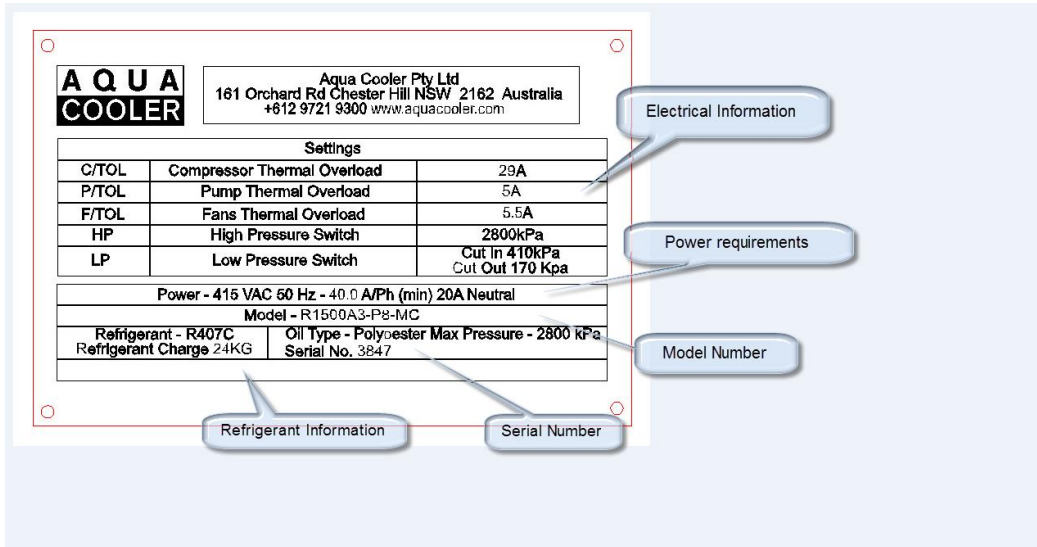 AQUA
COOLER
Aqua Cooler Pty Ltd
161 Orchard Rd Chester Hill NSW 2162 Australia
+612 9721 9300 www.aquacooler.com
Electrical Information
Settings
C/TOL Compressor Thermal Overload 29A
P/TOL Pump Thermal Overload 5A
F/TOL Fans Thermal Overload 5.5A
HP High Pressure Switch 2800kPa
LP Low Pressure Switch Cut In 410kPa
Cut Out 170 Kpa
Power requirements
Power - 415 VAC 50 Hz - 40.0 A/Ph (min) 20A Neutral
Model - R1500A3-P8-MC
Refrigerant - R407C Oil Type - Polyoester Max Pressure - 2800 kPa
Refrigerant Charge 24KG Serial No. 3847
Model Number
Refrigerant Information
Serial Number